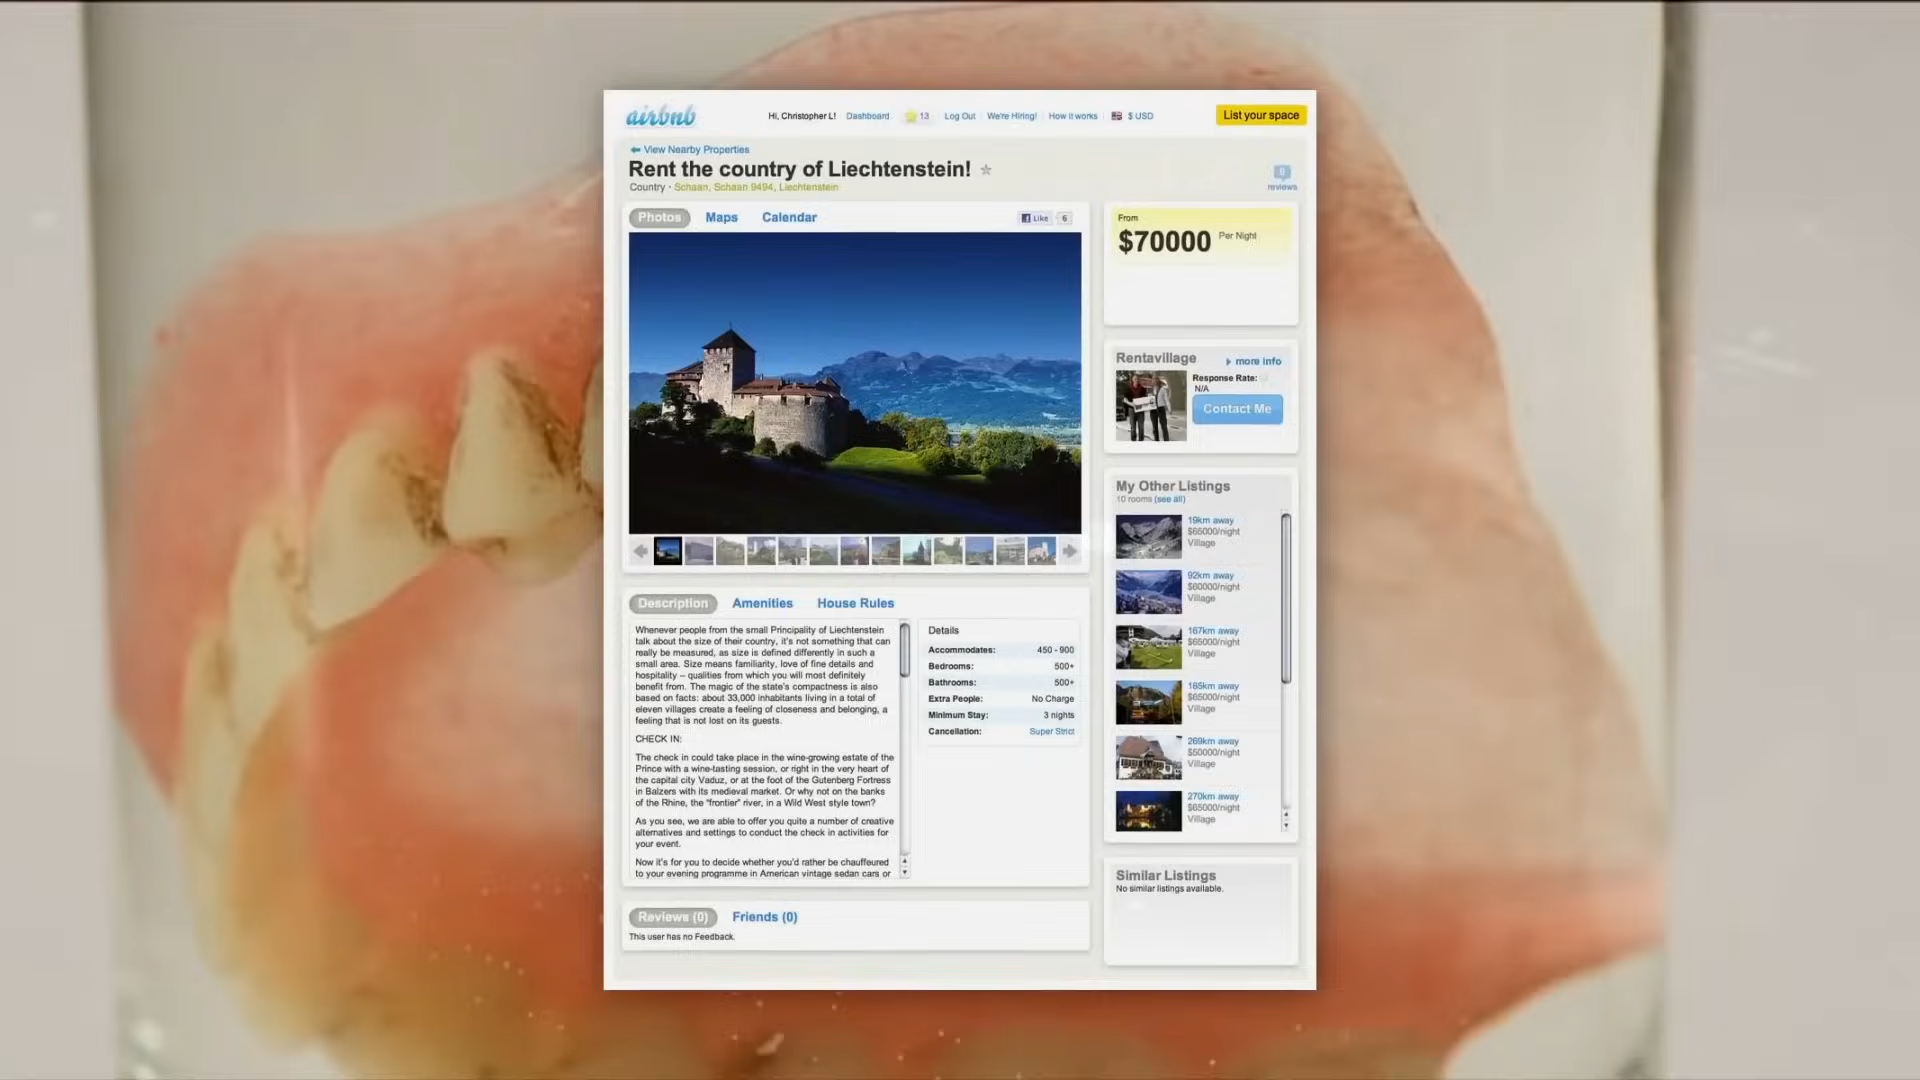 airbnb
Hi, Christopher L! Dashboard 13 Log Out We're Hiring! How it works $ USD
List your space
View Nearby Properties
Rent the country of Liechtenstein!
Country · Schaan, Schaan 9494, Liechtenstein
0
reviews
Photos Maps Calendar
Like 6
From
$70000 Per Night
Rentavillage
more info
Response Rate:
N/A
Contact Me
My Other Listings
10 rooms (see all)
19km away
$65000/night
Village
92km away
$60000/night
Village
167km away
$65000/night
Village
185km away
$65000/night
Village
269km away
$50000/night
Village
270km away
$65000/night
Village
Description Amenities House Rules
Whenever people from the small Principality of Liechtenstein
talk about the size of their country, it's not something that can
really be measured, as size is defined differently in such a
small area. Size means familiarity, love of fine details and
hospitality – qualities from which you will most definitely
benefit from. The magic of the state's compactness is also
based on facts: about 33,000 inhabitants living in a total of
eleven villages create a feeling of closeness and belonging, a
feeling that is not lost on its guests.
CHECK IN:
The check in could take place in the wine-growing estate of the
Prince with a wine-tasting session, or right in the very heart of
the capital city Vaduz, or at the foot of the Gutenberg Fortress
in Balzers with its medieval market. Or why not on the banks
of the Rhine, the "frontier" river, in a Wild West style town?
As you see, we are able to offer you quite a number of creative
alternatives and settings to conduct the check in activities for
your event.
Now it's for you to decide whether you'd rather be chauffeured
to your evening programme in American vintage sedan cars or
Details
Accommodates: 450 - 900
Bedrooms: 500+
Bathrooms: 500+
Extra People: No Charge
Minimum Stay: 3 nights
Cancellation: Super Strict
Similar Listings
No similar listings available.
Reviews (0) Friends (0)
This user has no Feedback.